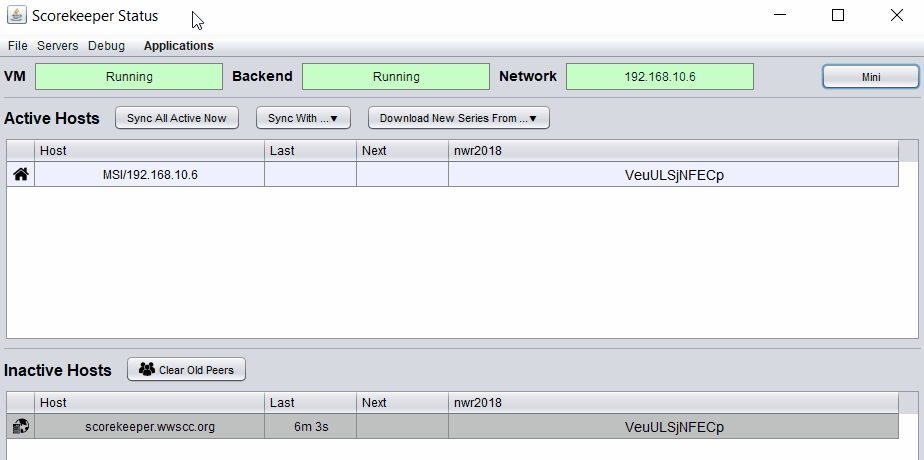 Scorekeeper Status
File Servers Debug Applications
VM Running Backend Running Network 192.168.10.6 Mini
Active Hosts Sync All Active Now Sync With ... Download New Series From ...
Host Last Next nwr2018
MSI/192.168.10.6 VeuULSjNFECp
Inactive Hosts Clear Old Peers
Host Last Next nwr2018
scorekeeper.wwscc.org 6m 3s VeuULSjNFECp